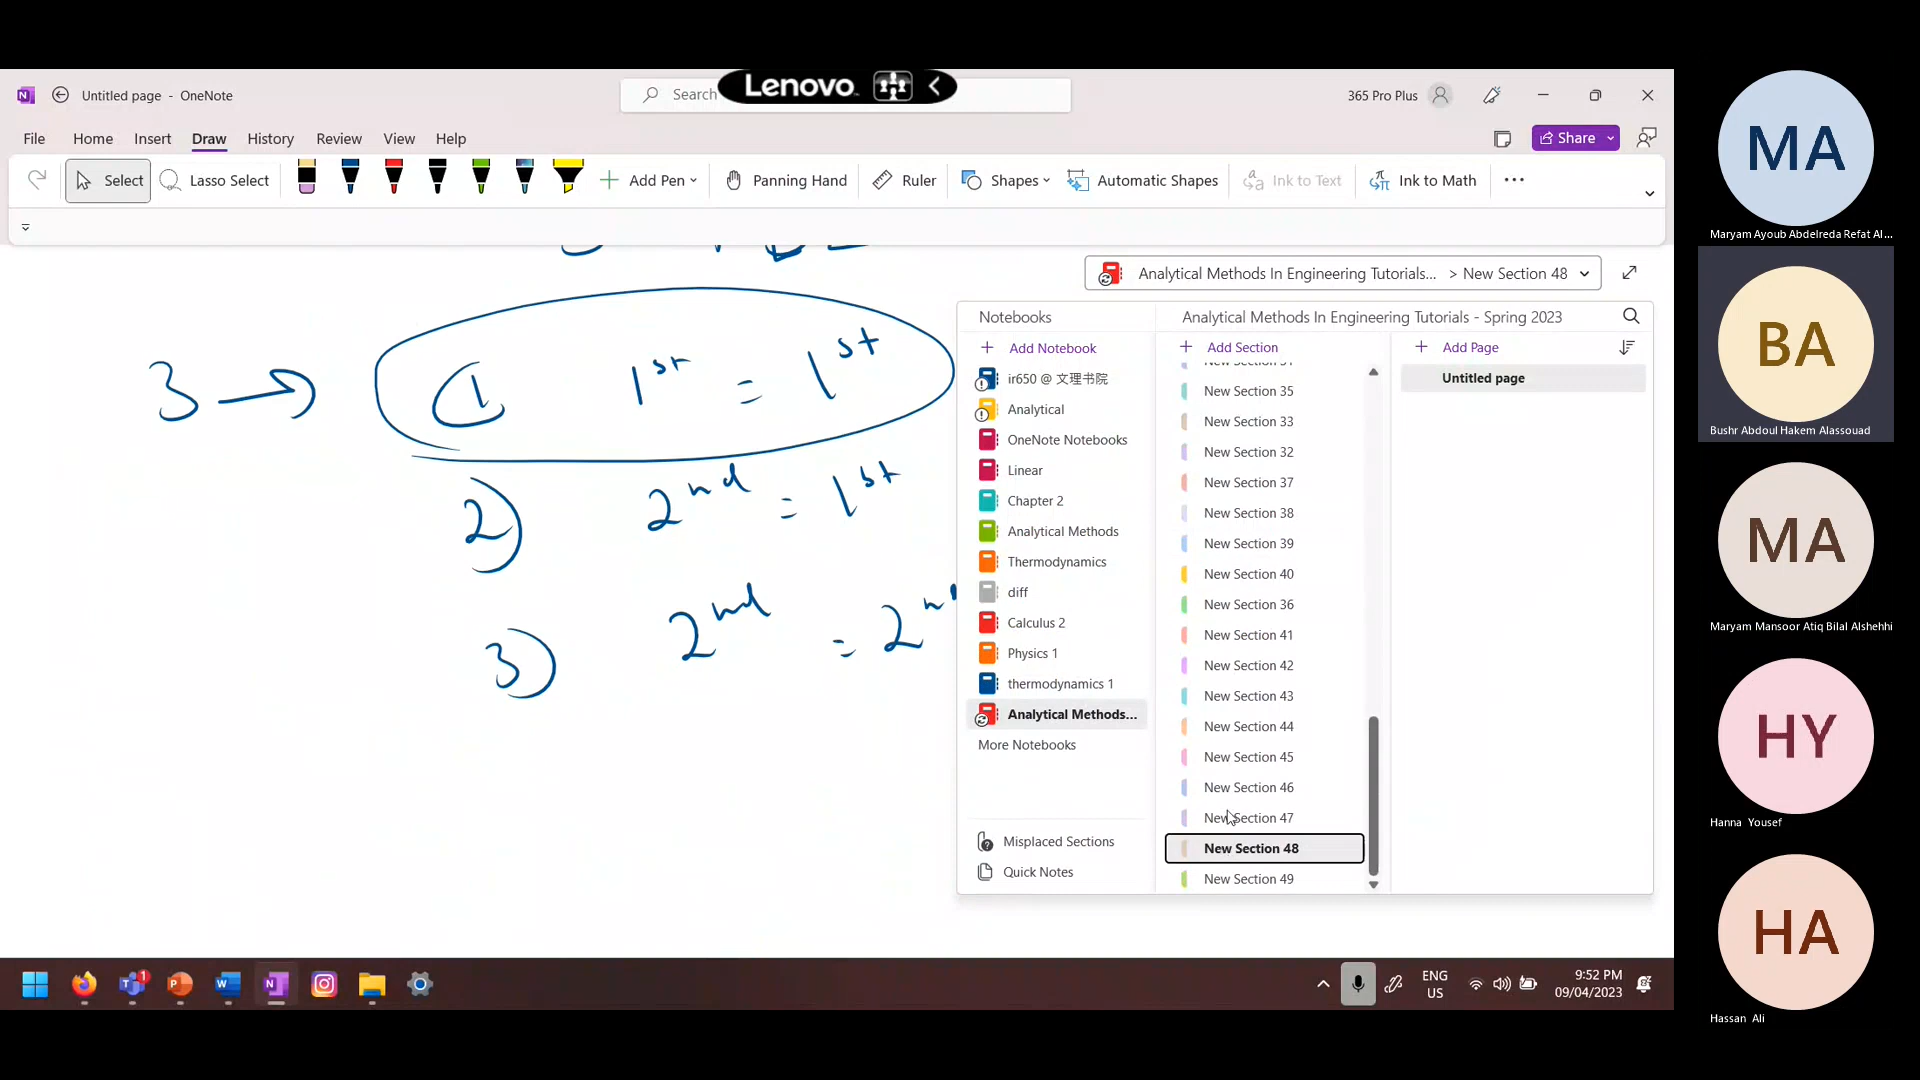 Untitled page - OneNote
Search
Lenovo
365 Pro Plus
File Home Insert Draw History Review View Help
Share
Select
Lasso Select
Add Pen
Panning Hand
Ruler
Shapes
Automatic Shapes
Ink to Text
Ink to Math
Analytical Methods In Engineering Tutorials... > New Section 48
3 → 1 1st = 1st
2) 2nd = 1st
3) 2nd = 2
Notebooks
Add Notebook
ir650 @ 文理书院
Analytical
OneNote Notebooks
Linear
Chapter 2
Analytical Methods
Thermodynamics
diff
Calculus 2
Physics 1
thermodynamics 1
Analytical Methods...
More Notebooks
Misplaced Sections
Quick Notes
Analytical Methods In Engineering Tutorials - Spring 2023
Add Section
New Section 35
New Section 33
New Section 32
New Section 37
New Section 38
New Section 39
New Section 40
New Section 36
New Section 41
New Section 42
New Section 43
New Section 44
New Section 45
New Section 46
New Section 47
New Section 48
New Section 49
Add Page
Untitled page
ENG
US
9:52 PM
09/04/2023
MA
Maryam Ayoub Abdelreda Refat Al...
BA
Bushr Abdoul Hakem Alassouad
MA
Maryam Mansoor Atiq Bilal Alshehhi
HY
Hanna Yousef
HA
Hassan Ali